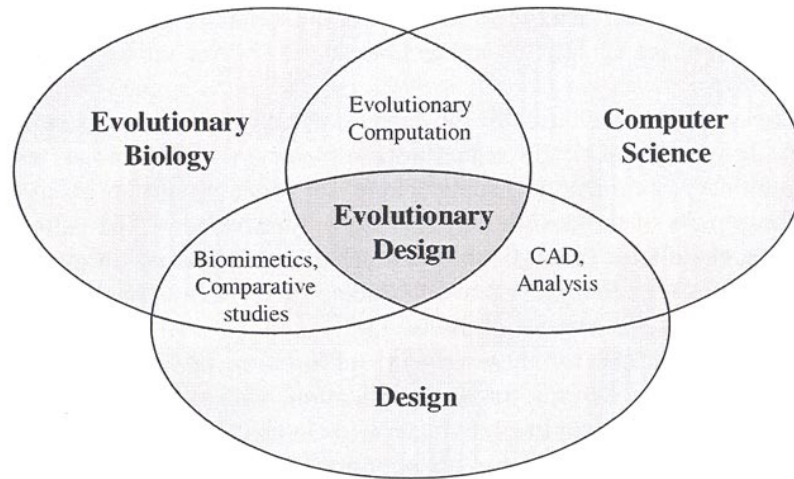 Evolutionary
Computation
Evolutionary
Biology
Computer
Science
Evolutionary
Design
Biomimetics,
Comparative
studies
CAD,
Analysis
Design